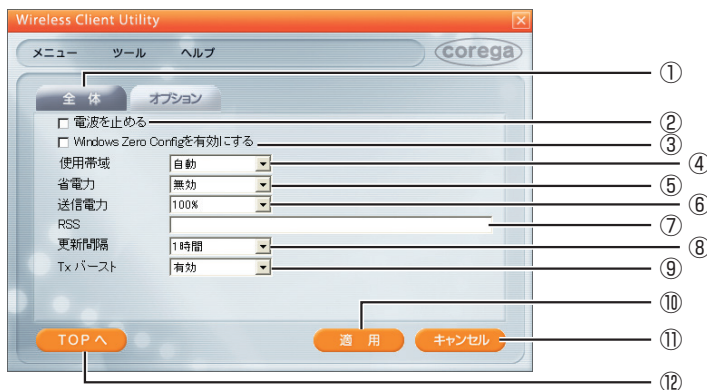 Wireless Client Utility
メニュー ツール ヘルプ corega
①
全 体 オプション
電波を止める ②
Windows Zero Configを有効にする ③
使用帯域 自動 ④
省電力 無効 ⑤
送信電力 100% ⑥
RSS ⑦
更新間隔 1時間 ⑧
Tx バースト 有効 ⑨
⑩
TOP へ 適 用 キャンセル ⑪
⑫